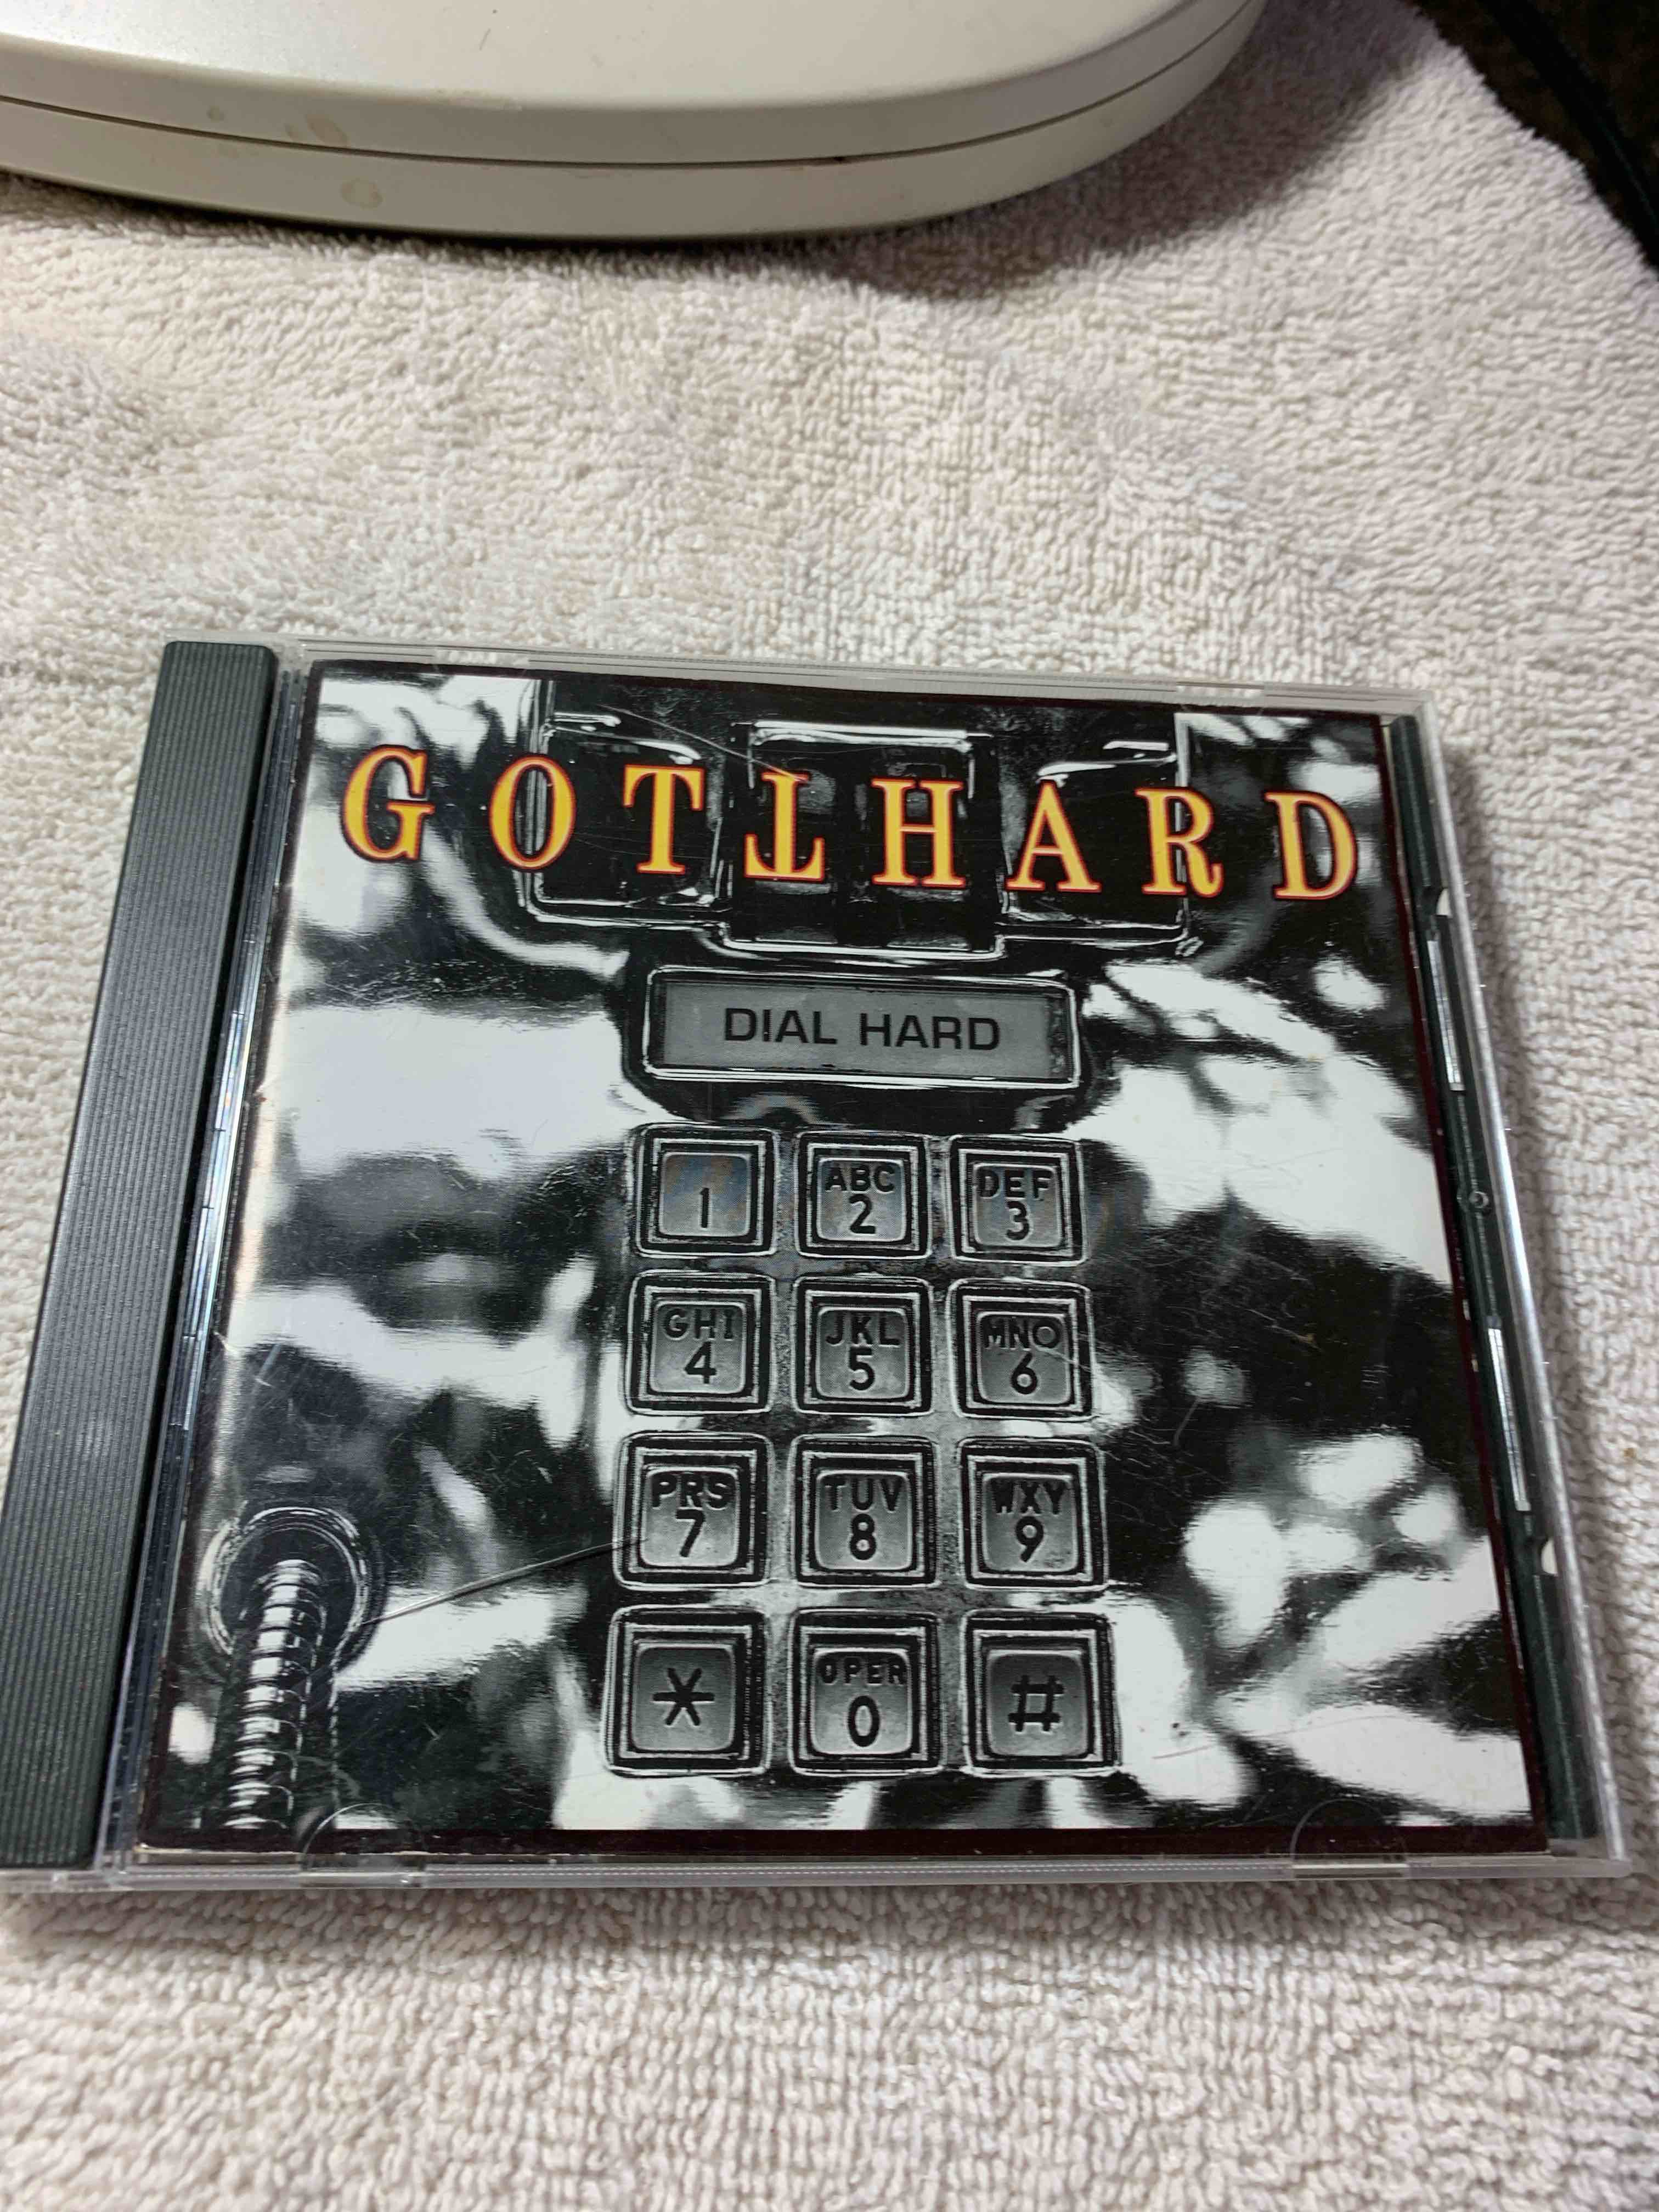 GOTTHARD
DIAL HARD
1
ABC
2
DEF
3
GHI
4
JKL
5
MNO
6
PRS
7
TUV
8
WXY
9
*
OPER
0
#